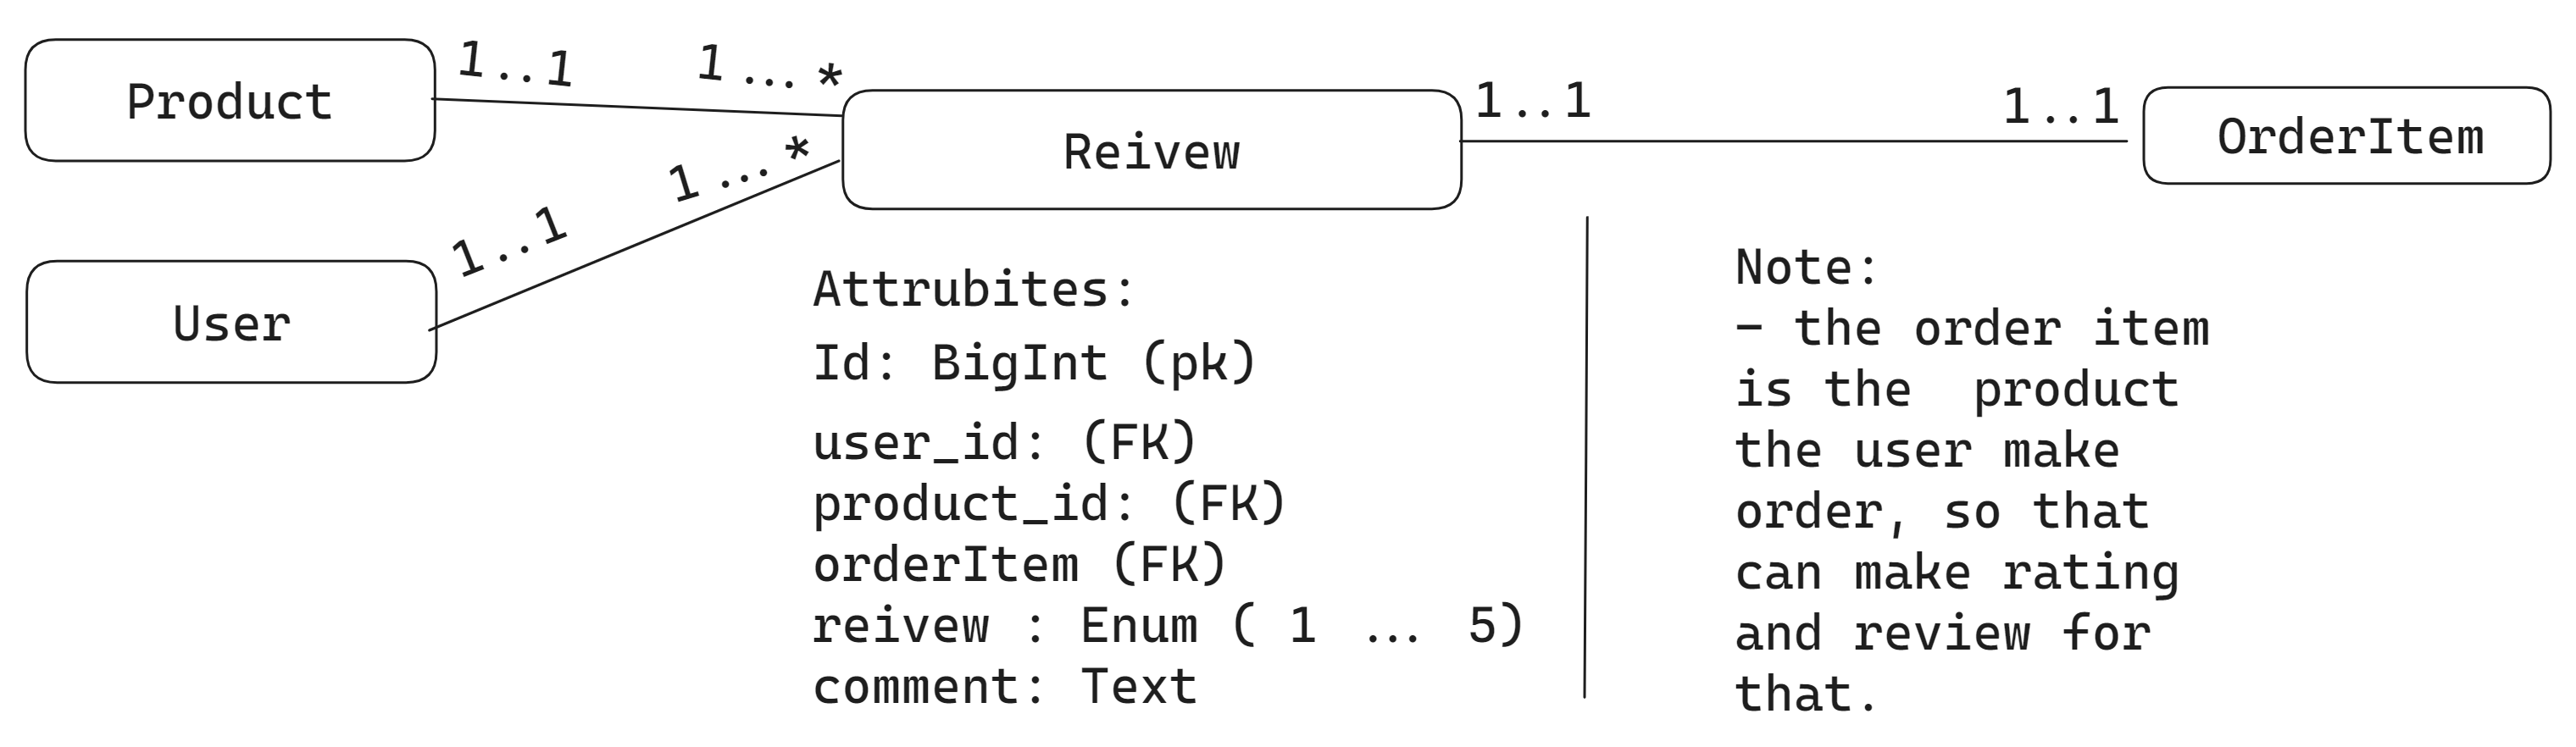 Product
1..1
1 ... *
Reivew
1..1
1..1
OrderItem
1 ... *
1..1
User
Attrubites:
Id: BigInt (pk)
user_id: (FK)
product_id: (FK)
orderItem (FK)
reivew : Enum ( 1 ... 5)
comment: Text
Note:
- the order item
is the  product
the user make
order, so that
can make rating
and review for
that.